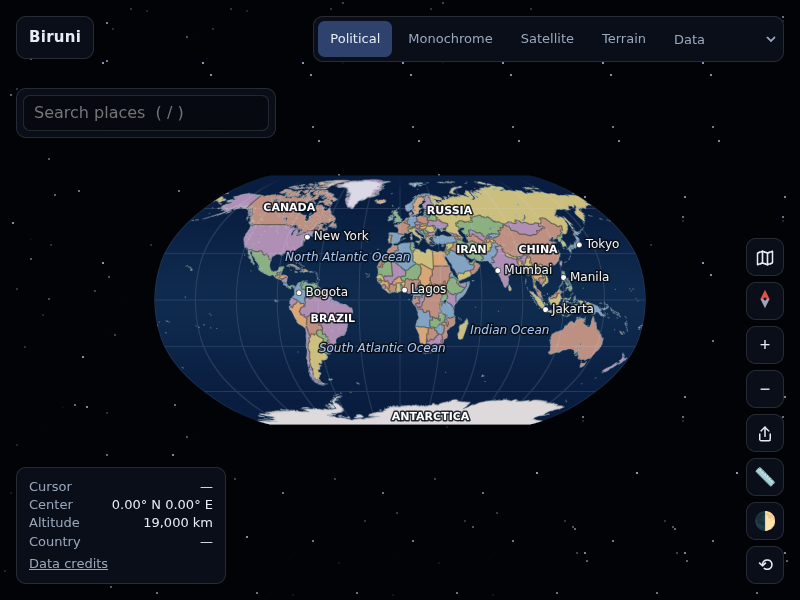 Biruni
Political Monochrome Satellite Terrain Data
Search places ( / )
CANADA
RUSSIA
New York
Tokyo
IRAN
CHINA
North Atlantic Ocean
Mumbai
Manila
Bogota
Lagos
Jakarta
BRAZIL
Indian Ocean
South Atlantic Ocean
ANTARCTICA
+
−
Cursor —
Center 0.00° N 0.00° E
Altitude 19,000 km
Country —
Data credits